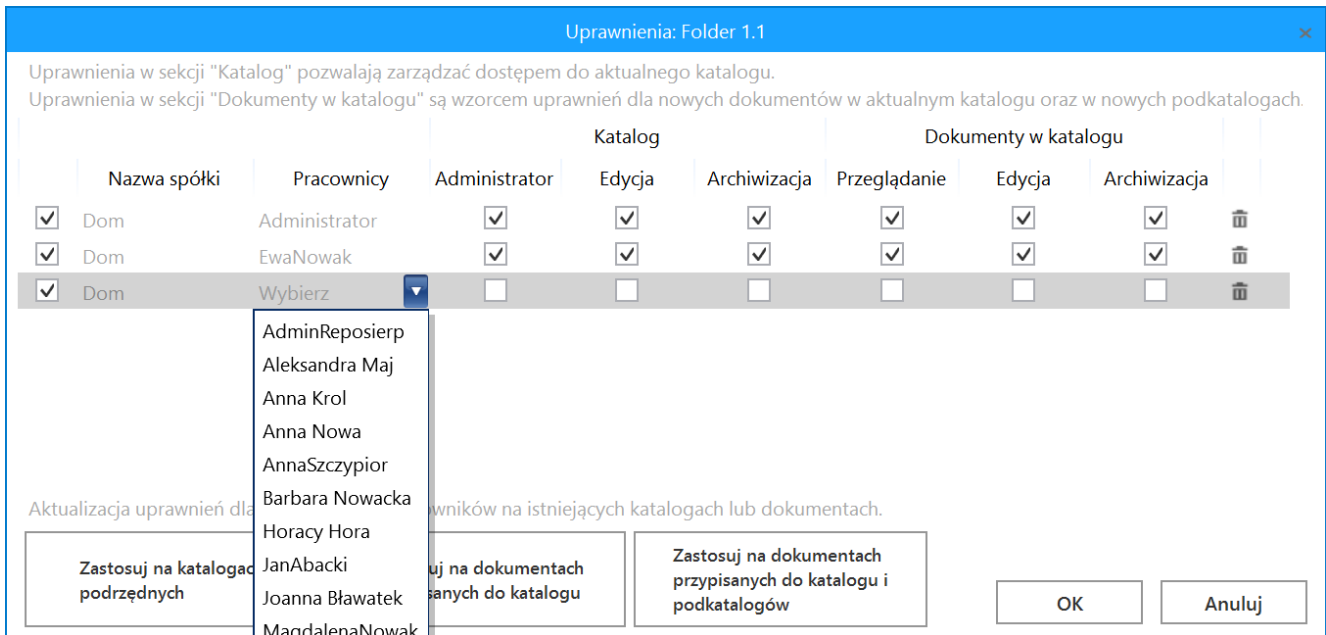 Uprawnienia: Folder 1.1
Uprawnienia w sekcji "Katalog" pozwalają zarządzać dostępem do aktualnego katalogu.
Uprawnienia w sekcji "Dokumenty w katalogu" są wzorcem uprawnień dla nowych dokumentów w aktualnym katalogu oraz w nowych podkatalogach.
Katalog Dokumenty w katalogu
Nazwa spółki Pracownicy Administrator Edycja Archiwizacja Przeglądanie Edycja Archiwizacja
Dom Administrator
Dom EwaNowak
Dom Wybierz
AdminReposierp
Aleksandra Maj
Anna Krol
Anna Nowa
AnnaSzczypior
Barbara Nowacka
Horacy Hora
JanAbacki
Joanna Bławatek
MagdalenaNowak
Aktualizacja uprawnień dla wników na istniejących katalogach lub dokumentach.
Zastosuj na katalogac
podrzędnych
uj na dokumentach
sanych do katalogu
Zastosuj na dokumentach
przypisanych do katalogu i
podkatalogów
OK
Anuluj